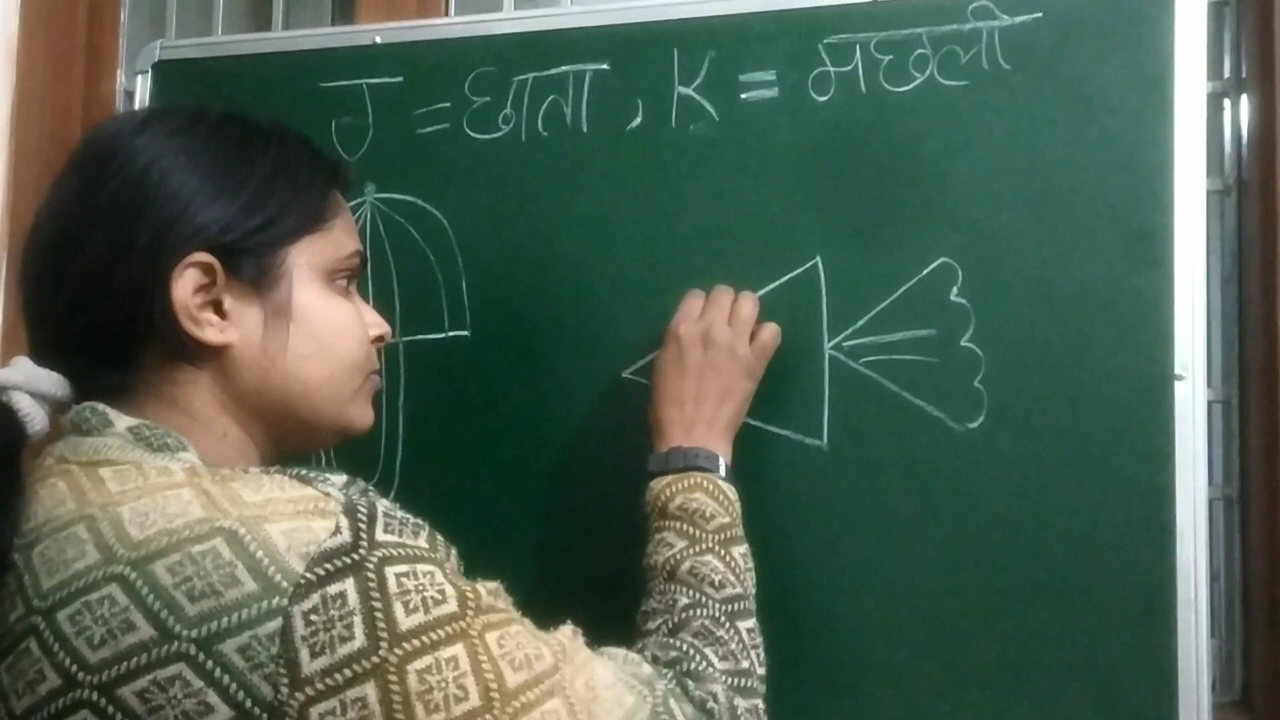 J = छाता, K = मछली